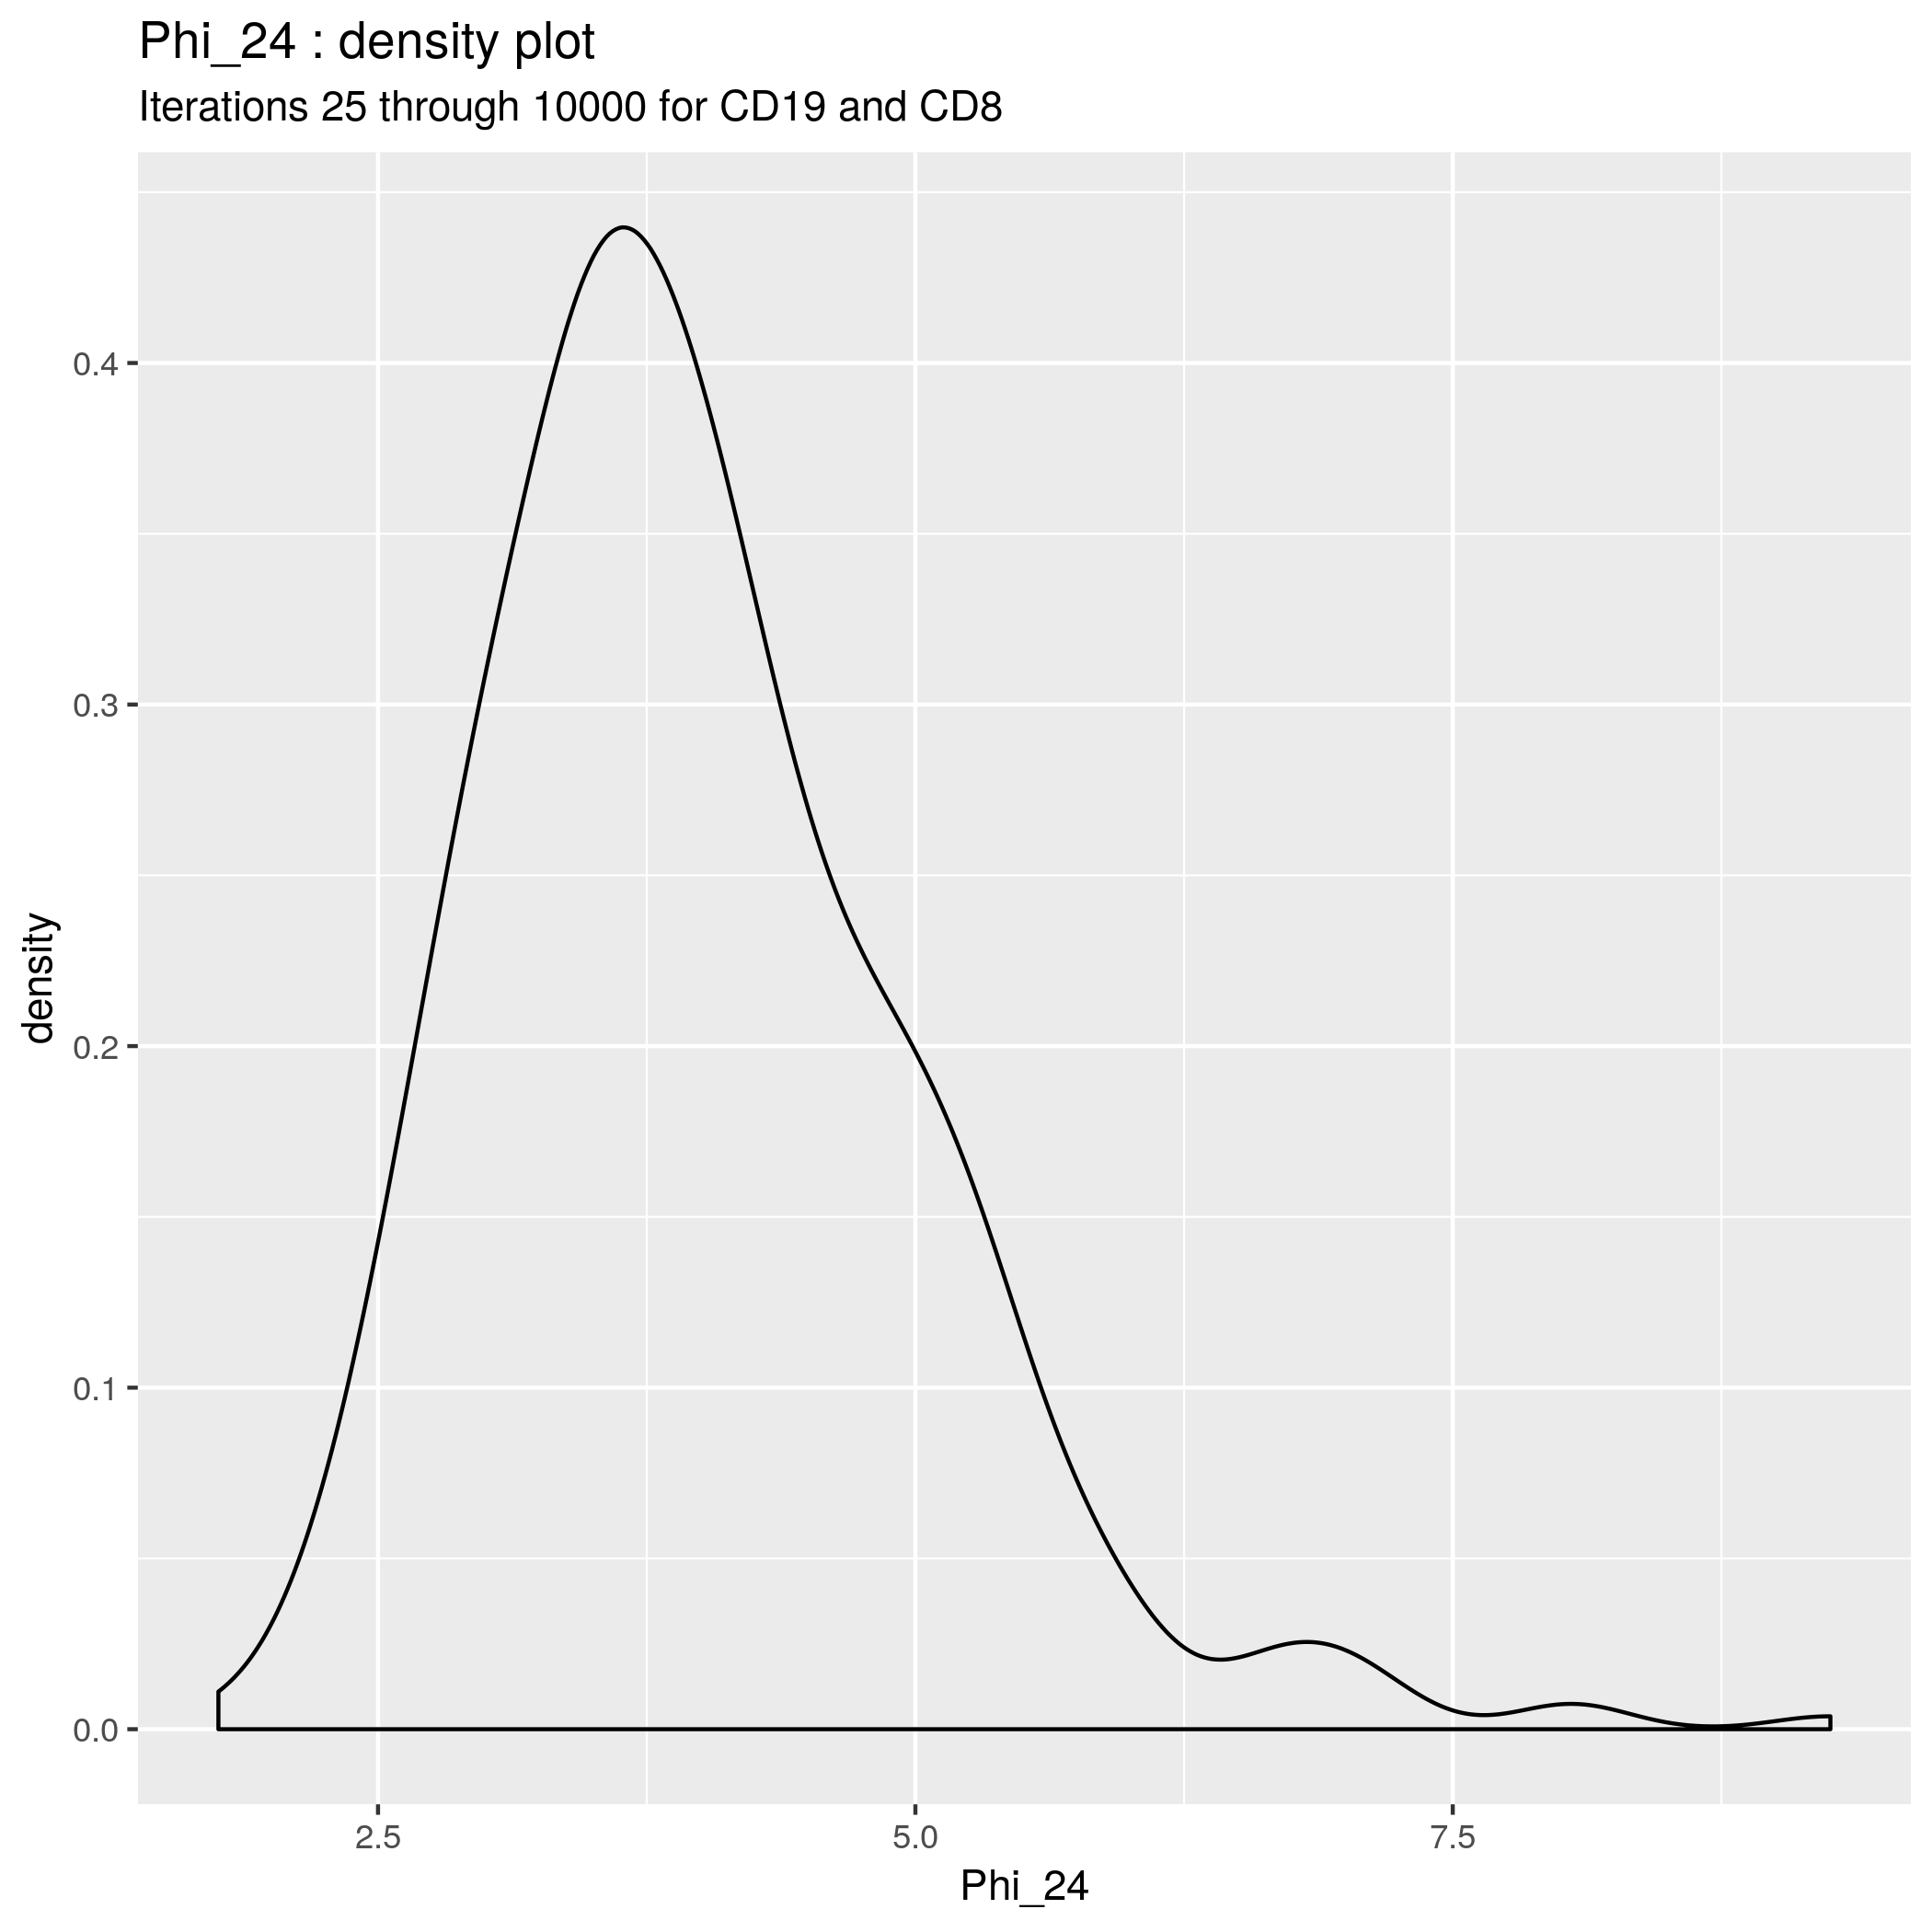 Phi_24 : density plot
Iterations 25 through 10000 for CD19 and CD8
density
0.4
0.3
0.2
0.1
0.0
2.5 5.0 7.5
Phi_24